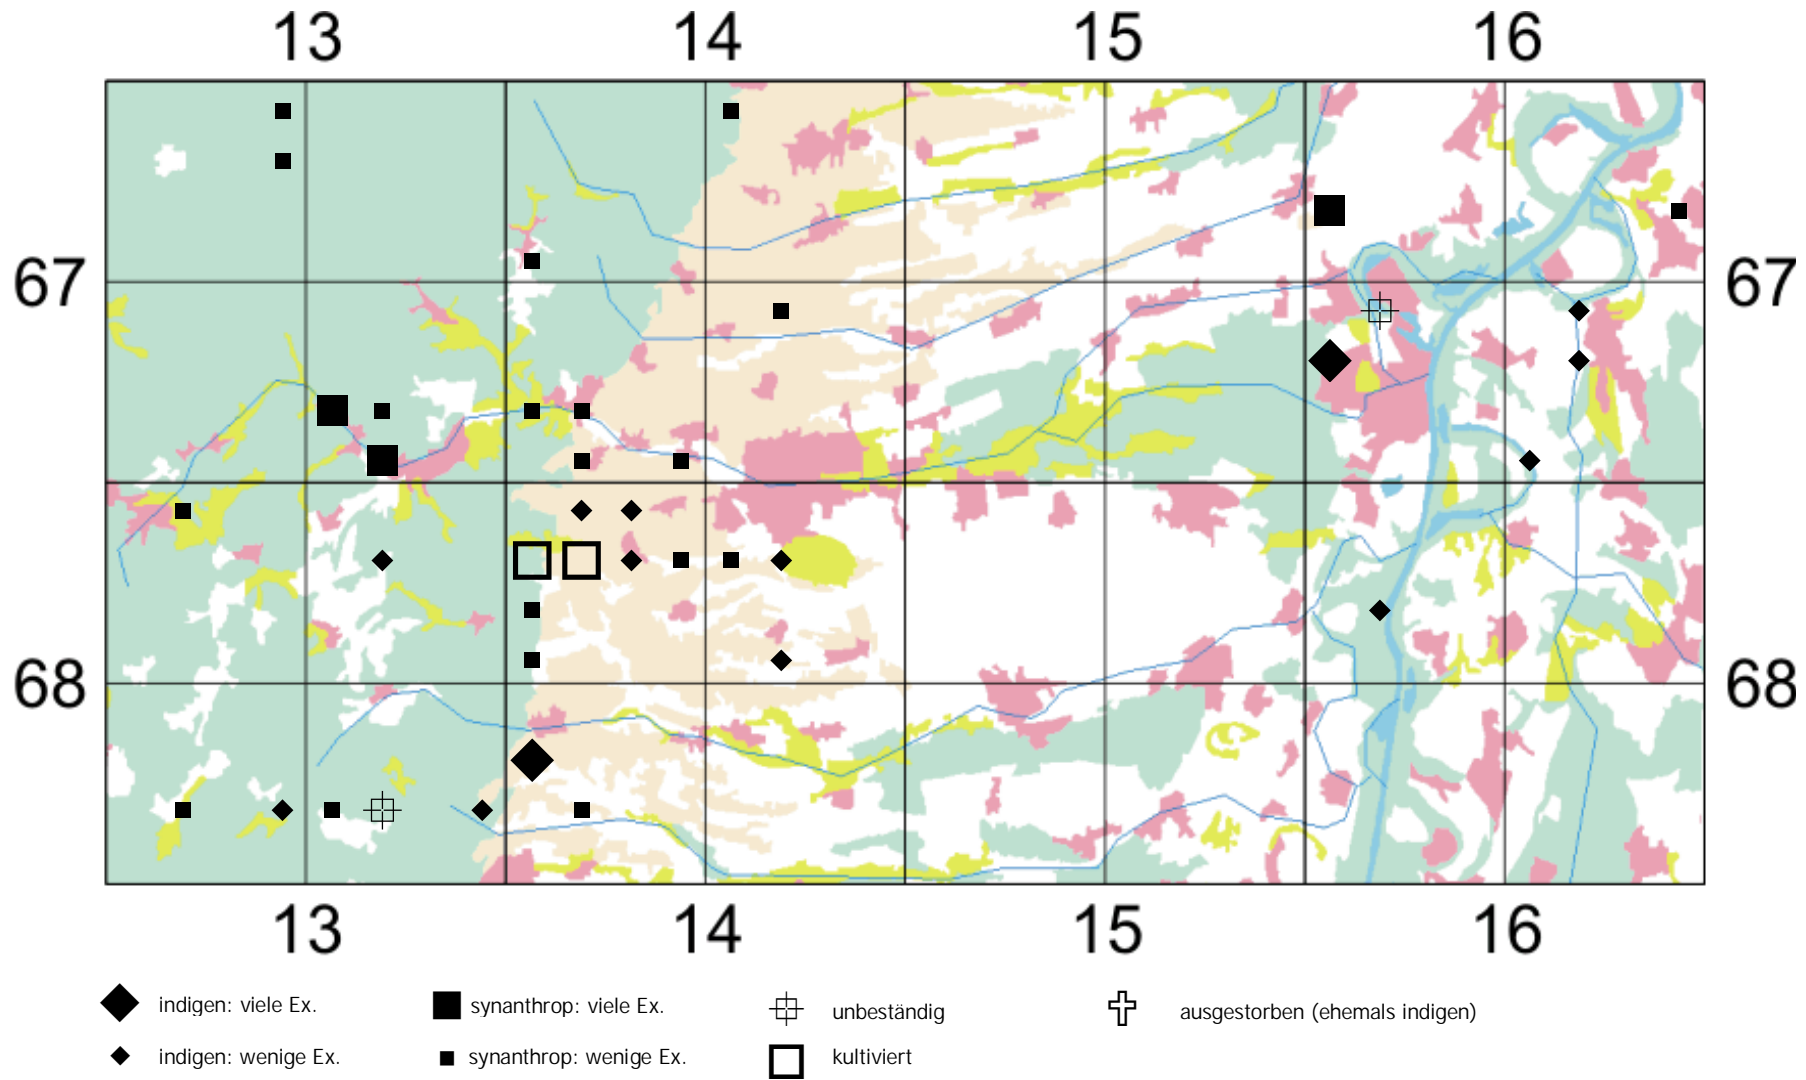 13 14 15 16
67 67
68 68
13 14 15 16
indigen: viele Ex. synanthrop: viele Ex. unbeständig ausgestorben (ehemals indigen)
indigen: wenige Ex. synanthrop: wenige Ex. kultiviert